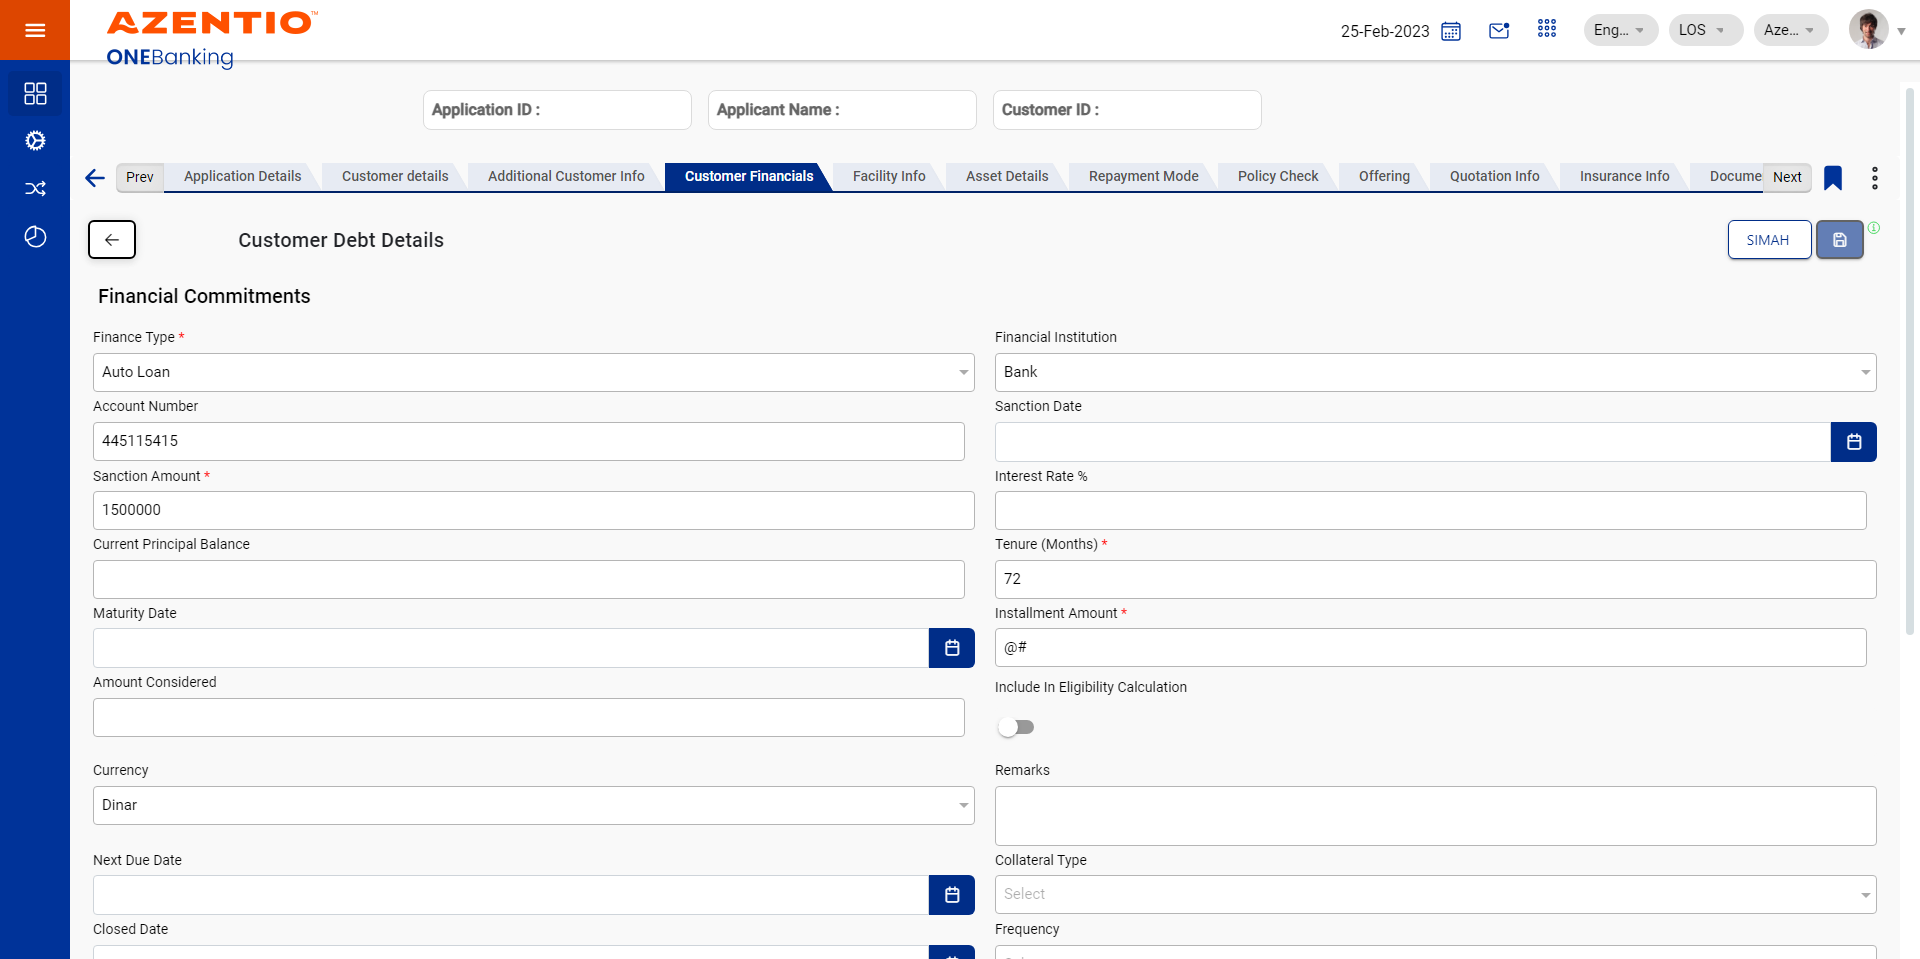 AZENTIO™
ONEBanking
25-Feb-2023
Eng...
LOS
Aze...
Application ID :
Applicant Name :
Customer ID :
Prev
Application Details
Customer details
Additional Customer Info
Customer Financials
Facility Info
Asset Details
Repayment Mode
Policy Check
Offering
Quotation Info
Insurance Info
Docume
Next
Customer Debt Details
SIMAH
Financial Commitments
Finance Type *
Financial Institution
Auto Loan
Bank
Account Number
Sanction Date
445115415
Sanction Amount *
Interest Rate %
1500000
Current Principal Balance
Tenure (Months) *
72
Maturity Date
Installment Amount *
@#
Amount Considered
Include In Eligibility Calculation
Currency
Remarks
Dinar
Next Due Date
Collateral Type
Select
Closed Date
Frequency